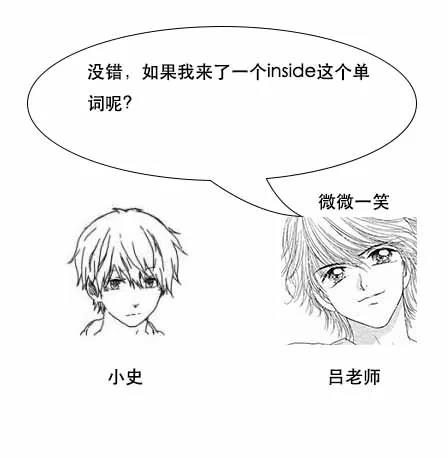 没错，如果我来了一个inside这个单
词呢？
微微一笑
小史
吕老师